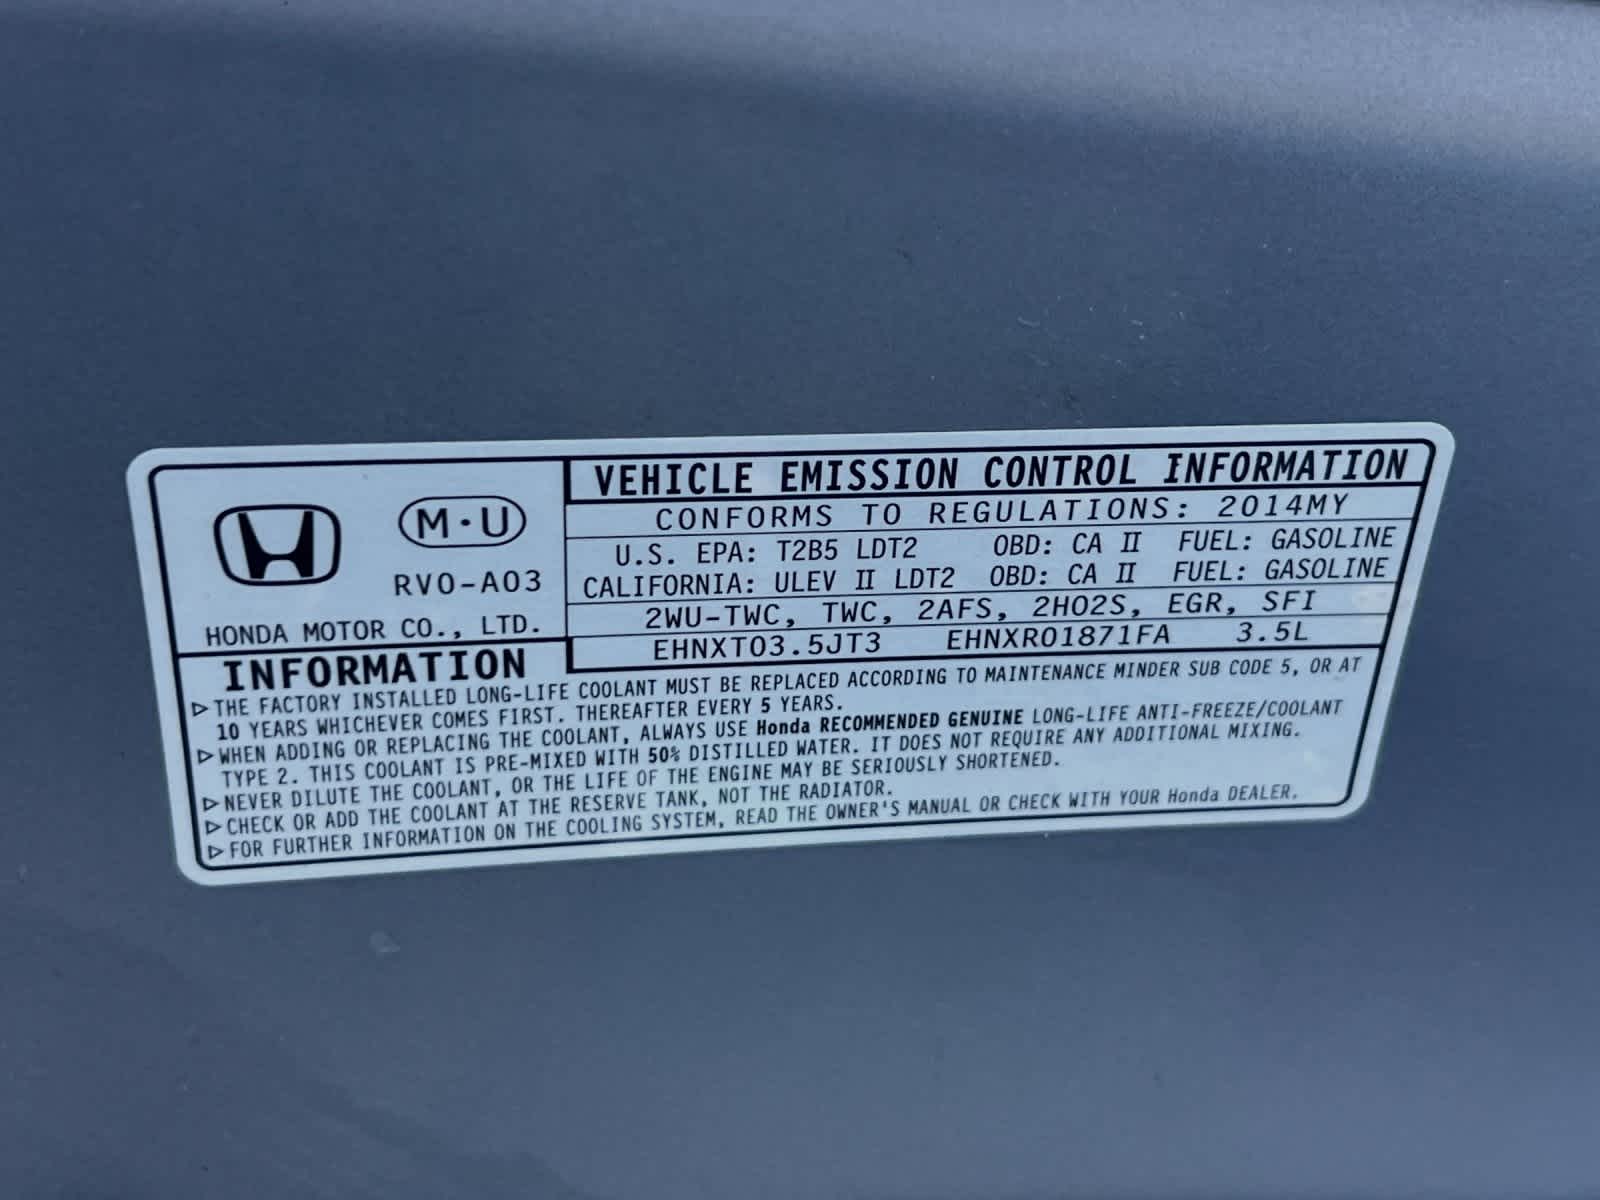 M·U
RV0-A03
HONDA MOTOR CO., LTD.
VEHICLE EMISSION CONTROL INFORMATION
CONFORMS TO REGULATIONS: 2014MY
U.S. EPA: T2B5 LDT2 OBD: CA II FUEL: GASOLINE
CALIFORNIA: ULEV II LDT2 OBD: CA II FUEL: GASOLINE
2WU-TWC, TWC, 2AFS, 2HO2S, EGR, SFI
EHNXT03.5JT3 EHNXR01871FA 3.5L
INFORMATION
▷THE FACTORY INSTALLED LONG-LIFE COOLANT MUST BE REPLACED ACCORDING TO MAINTENANCE MINDER SUB CODE 5, OR AT
10 YEARS WHICHEVER COMES FIRST. THEREAFTER EVERY 5 YEARS.
▷WHEN ADDING OR REPLACING THE COOLANT, ALWAYS USE Honda RECOMMENDED GENUINE LONG-LIFE ANTI-FREEZE/COOLANT
TYPE 2. THIS COOLANT IS PRE-MIXED WITH 50% DISTILLED WATER. IT DOES NOT REQUIRE ANY ADDITIONAL MIXING.
▷NEVER DILUTE THE COOLANT, OR THE LIFE OF THE ENGINE MAY BE SERIOUSLY SHORTENED.
▷CHECK OR ADD THE COOLANT AT THE RESERVE TANK, NOT THE RADIATOR.
▷FOR FURTHER INFORMATION ON THE COOLING SYSTEM, READ THE OWNER'S MANUAL OR CHECK WITH YOUR Honda DEALER.